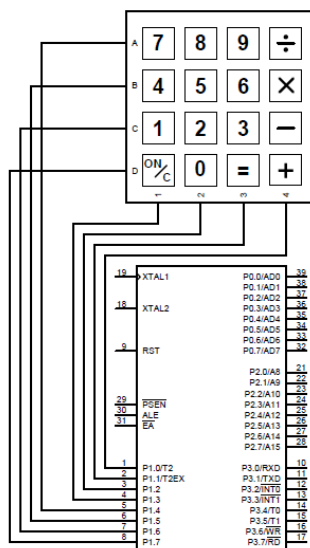 A 7 8 9 ÷
B 4 5 6 ×
C 1 2 3 −
D ON/C 0 = +
1 2 3 4
19 XTAL1 P0.0/AD0 39
P0.1/AD1 38
P0.2/AD2 37
18 XTAL2 P0.3/AD3 36
P0.4/AD4 35
P0.5/AD5 34
P0.6/AD6 33
9 RST P0.7/AD7 32
P2.0/A8 21
P2.1/A9 22
P2.2/A10 23
29 PSEN P2.3/A11 24
30 ALE P2.4/A12 25
31 EA P2.5/A13 26
P2.6/A14 27
P2.7/A15 28
1 P1.0/T2 P3.0/RXD 10
2 P1.1/T2EX P3.1/TXD 11
3 P1.2 P3.2/INT0 12
4 P1.3 P3.3/INT1 13
5 P1.4 P3.4/T0 14
6 P1.5 P3.5/T1 15
7 P1.6 P3.6/WR 16
8 P1.7 P3.7/RD 17